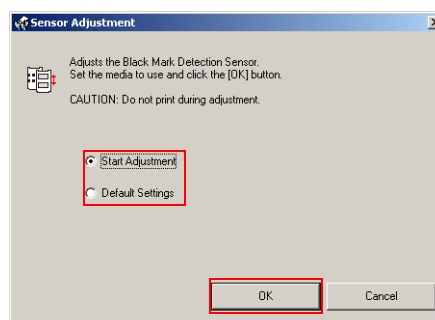 Sensor Adjustment
Adjusts the Black Mark Detection Sensor.
Set the media to use and click the [OK] button.
CAUTION: Do not print during adjustment.
Start Adjustment
Default Settings
OK Cancel